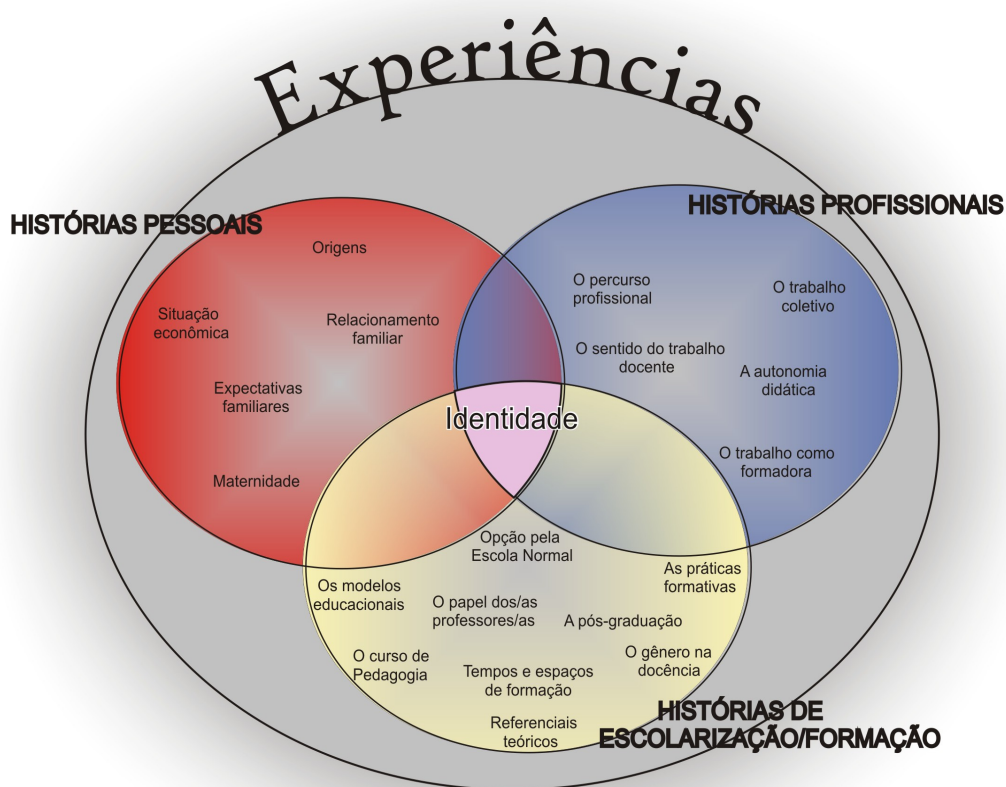 Experiências
HISTÓRIAS PESSOAIS
Origens
Situação
econômica
Relacionamento
familiar
Expectativas
familiares
Maternidade
HISTÓRIAS PROFISSIONAIS
O percurso
profissional
O trabalho
coletivo
O sentido do trabalho
docente
A autonomia
didática
O trabalho como
formadora
Identidade
Opção pela
Escola Normal
As práticas
formativas
Os modelos
educacionais
O papel dos/as
professores/as
A pós-graduação
O curso de
Pedagogia
Tempos e espaços
de formação
O gênero na
docência
Referenciais
teóricos
HISTÓRIAS DE
ESCOLARIZAÇÃO/FORMAÇÃO